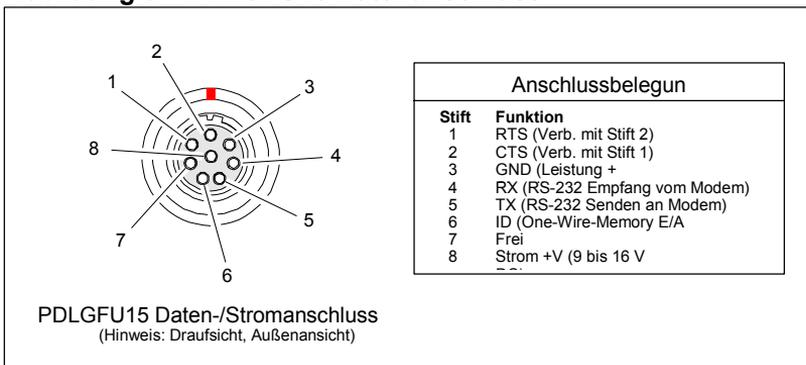 2
1
3
8
4
7
5
6
PDLGFU15 Daten-/Stromanschluss
(Hinweis: Draufsicht, Außenansicht)
Anschlussbelegun
Stift Funktion
1 RTS (Verb. mit Stift 2)
2 CTS (Verb. mit Stift 1)
3 GND (Leistung +
4 RX (RS-232 Empfang vom Modem)
5 TX (RS-232 Senden an Modem)
6 ID (One-Wire-Memory E/A
7 Frei
8 Strom +V (9 bis 16 V